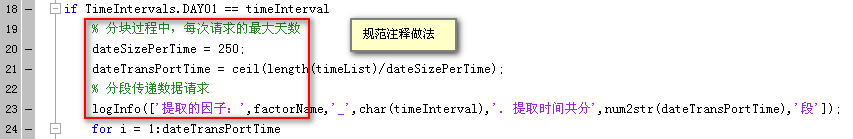 18 - if TimeIntervals.DAY01 == timeInterval
19 % 分块过程中，每次请求的最大天数
20 - dateSizePerTime = 250;
21 - dateTransPortTime = ceil(length(timeList)/dateSizePerTime);
22 % 分段传递数据请求
23 - logInfo(['提取的因子：',factorName,'_',char(timeInterval),'. 提取时间共分',num2str(dateTransPortTime),'段']);
24 - for i = 1:dateTransPortTime
规范注释做法